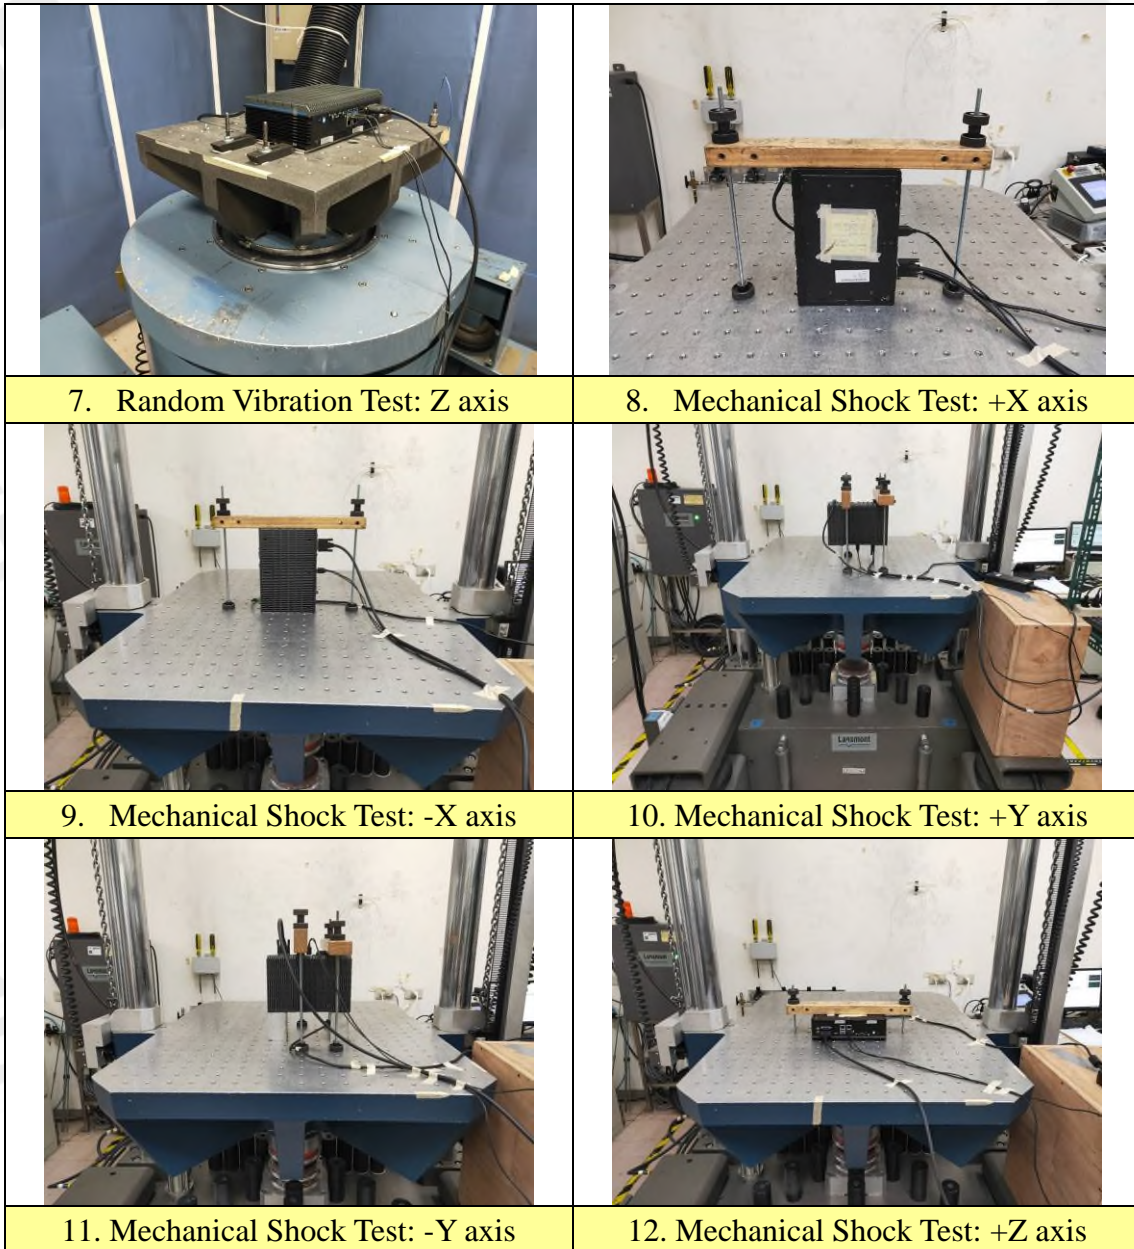 7. Random Vibration Test: Z axis
8. Mechanical Shock Test: +X axis
Lansmont
9. Mechanical Shock Test: -X axis
10. Mechanical Shock Test: +Y axis
11. Mechanical Shock Test: -Y axis
12. Mechanical Shock Test: +Z axis